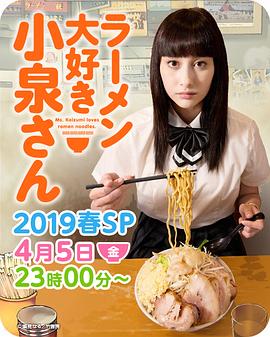 ラーメン
大好き
小泉さん
Ms. Koizumi loves
ramen noodles.
2019春SP
4月5日 金
23時00分~